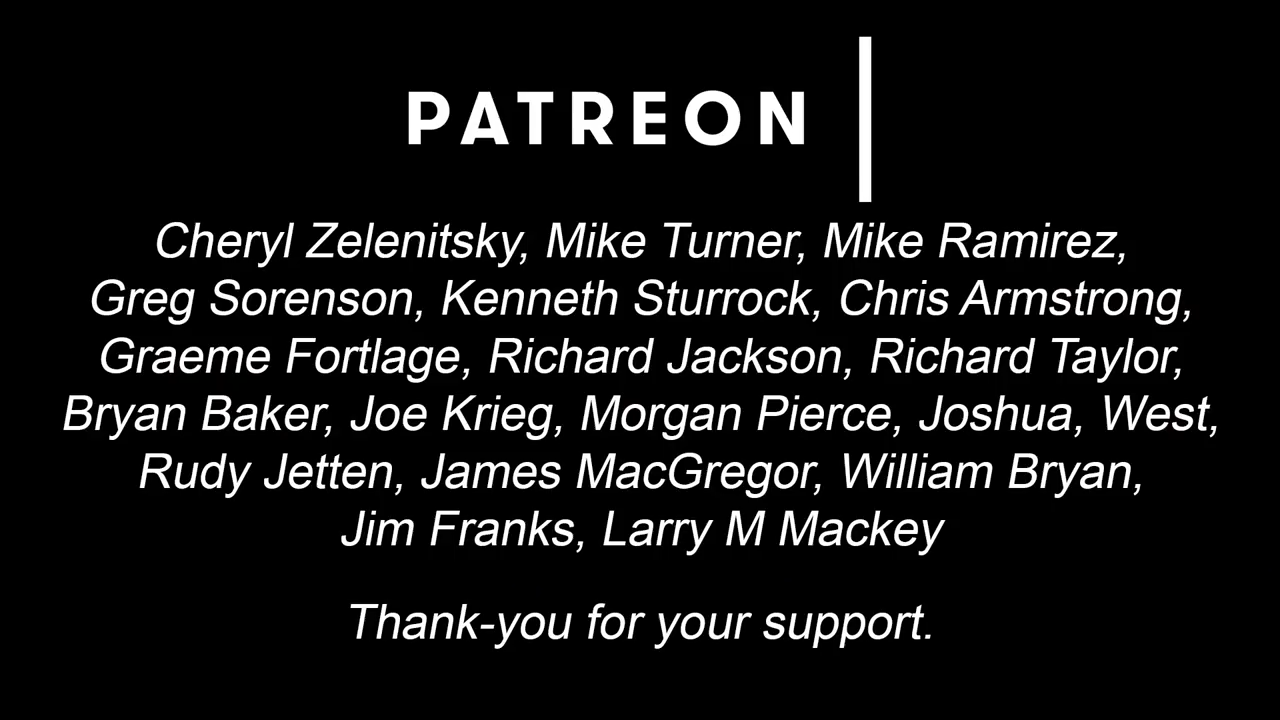 PATREON
Cheryl Zelenitsky, Mike Turner, Mike Ramirez,
Greg Sorenson, Kenneth Sturrock, Chris Armstrong,
Graeme Fortlage, Richard Jackson, Richard Taylor,
Bryan Baker, Joe Krieg, Morgan Pierce, Joshua, West,
Rudy Jetten, James MacGregor, William Bryan,
Jim Franks, Larry M Mackey
Thank-you for your support.